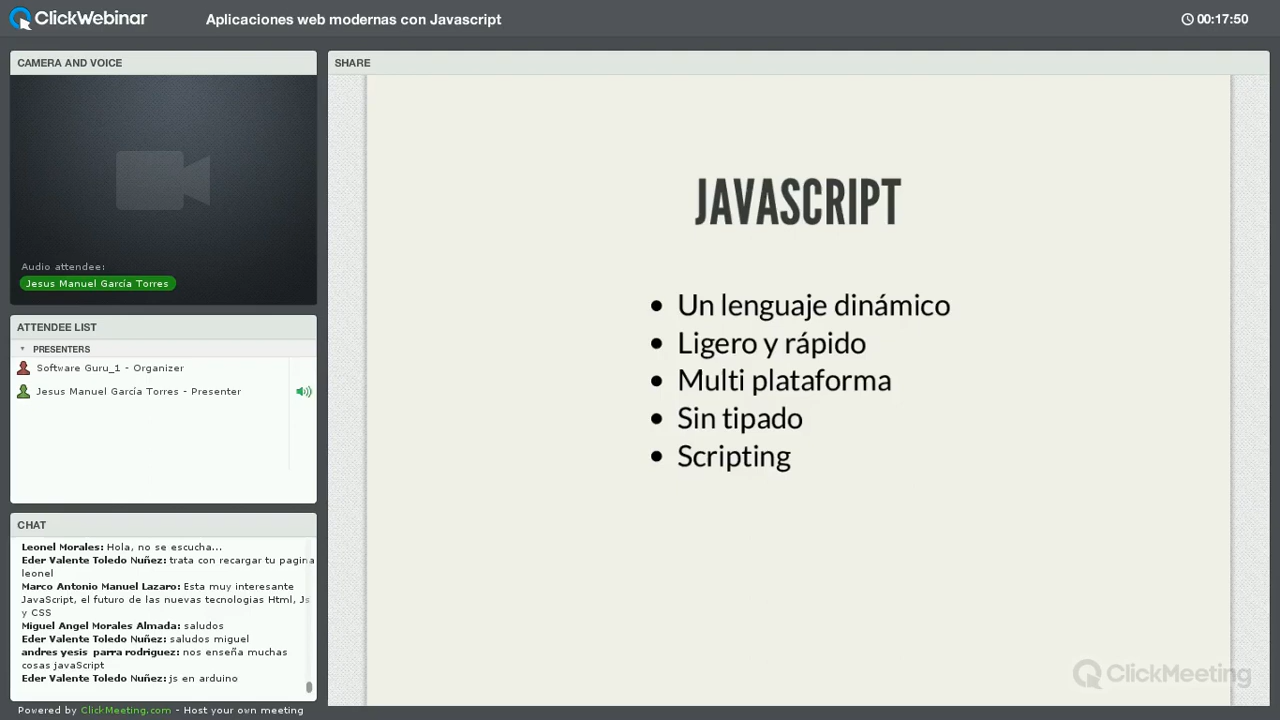 ClickWebinar
Aplicaciones web modernas con Javascript
00:17:50
CAMERA AND VOICE
Audio attendee:
Jesus Manuel García Torres
ATTENDEE LIST
PRESENTERS
Software Guru_1 - Organizer
Jesus Manuel García Torres - Presenter
CHAT
Leonel Morales: Hola, no se escucha...
Eder Valente Toledo Nuñez: trata con recargar tu pagina
leonel
Marco Antonio Manuel Lazaro: Esta muy interesante
JavaScript, el futuro de las nuevas tecnologias Html, Js
y CSS
Miguel Angel Morales Almada: saludos
Eder Valente Toledo Nuñez: saludos miguel
andres yesis parra rodriguez: nos enseña muchas
cosas javaScript
Eder Valente Toledo Nuñez: js en arduino
Powered by ClickMeeting.com - Host your own meeting
SHARE
JAVASCRIPT
• Un lenguaje dinámico
• Ligero y rápido
• Multi plataforma
• Sin tipado
• Scripting
ClickMeeting